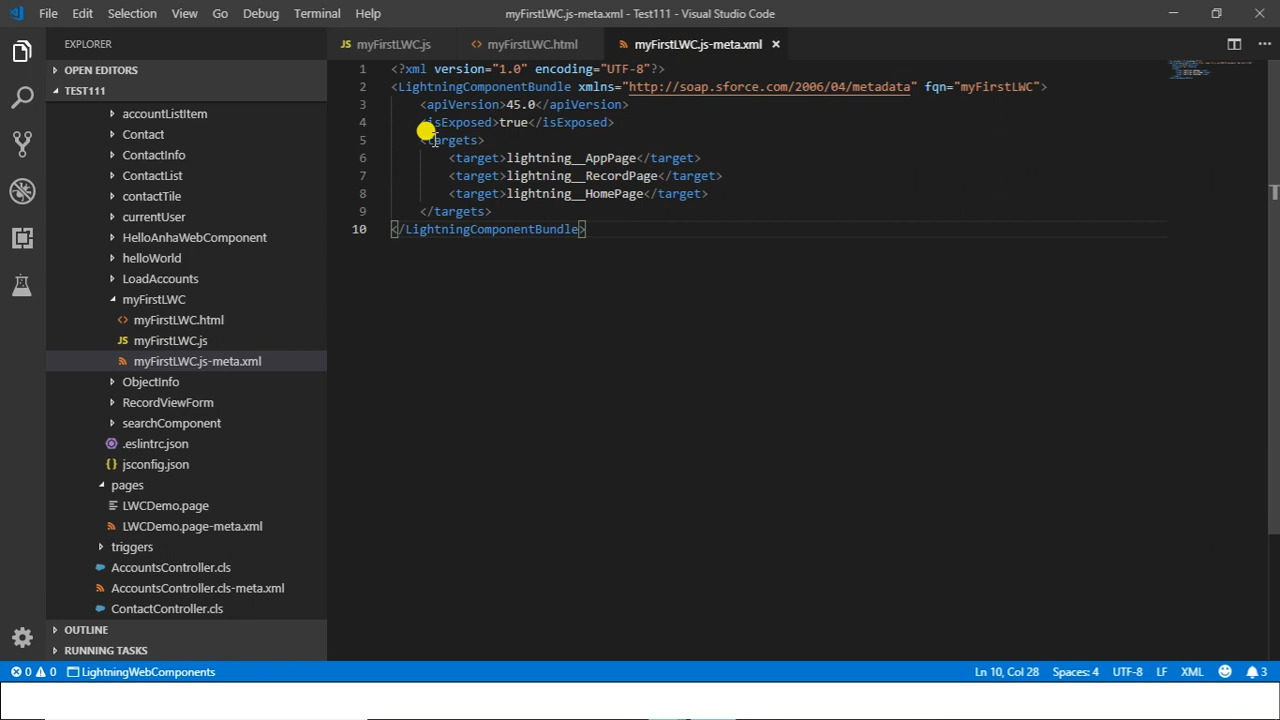 File Edit Selection View Go Debug Terminal Help
myFirstLWC.js-meta.xml - Test111 - Visual Studio Code
EXPLORER
myFirstLWC.js
myFirstLWC.html
myFirstLWC.js-meta.xml
OPEN EDITORS
TEST111
accountListItem
Contact
ContactInfo
ContactList
contactTile
currentUser
HelloAnhaWebComponent
helloWorld
LoadAccounts
myFirstLWC
myFirstLWC.html
myFirstLWC.js
myFirstLWC.js-meta.xml
ObjectInfo
RecordViewForm
searchComponent
.eslintrc.json
jsconfig.json
pages
LWCDemo.page
LWCDemo.page-meta.xml
triggers
AccountsController.cls
AccountsController.cls-meta.xml
ContactController.cls
OUTLINE
RUNNING TASKS
1 <?xml version="1.0" encoding="UTF-8"?>
2 <LightningComponentBundle xmlns="http://soap.sforce.com/2006/04/metadata" fqn="myFirstLWC">
3 <apiVersion>45.0</apiVersion>
4 <isExposed>true</isExposed>
5 <targets>
6 <target>lightning__AppPage</target>
7 <target>lightning__RecordPage</target>
8 <target>lightning__HomePage</target>
9 </targets>
10 </LightningComponentBundle>
0 0 LightningWebComponents
Ln 10, Col 28 Spaces: 4 UTF-8 LF XML 3